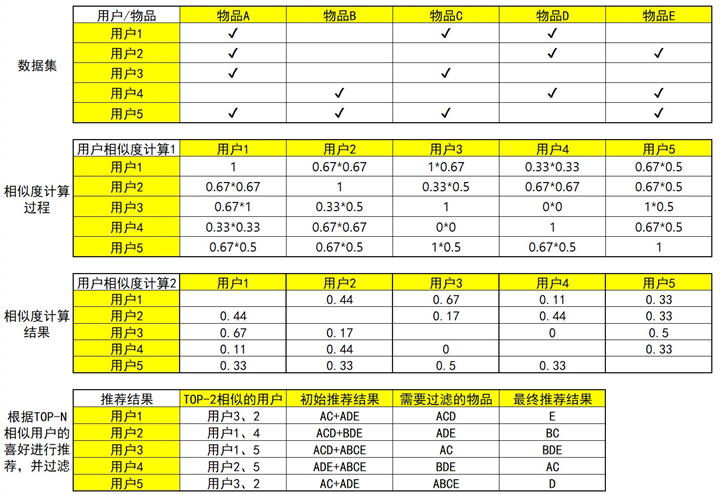 用户/物品 物品A 物品B 物品C 物品D 物品E
用户1 ✓ ✓ ✓
用户2 ✓ ✓ ✓
数据集
用户3 ✓ ✓
用户4 ✓ ✓ ✓
用户5 ✓ ✓ ✓ ✓
用户相似度计算1 用户1 用户2 用户3 用户4 用户5
用户1 1 0.67*0.67 1*0.67 0.33*0.33 0.67*0.5
相似度计算
过程
用户2 0.67*0.67 1 0.33*0.5 0.67*0.67 0.67*0.5
用户3 0.67*1 0.33*0.5 1 0*0 1*0.5
用户4 0.33*0.33 0.67*0.67 0*0 1 0.67*0.5
用户5 0.67*0.5 0.67*0.5 1*0.5 0.67*0.5 1
用户相似度计算2 用户1 用户2 用户3 用户4 用户5
用户1 0.44 0.67 0.11 0.33
相似度计算
结果
用户2 0.44 0.17 0.44 0.33
用户3 0.67 0.17 0 0.5
用户4 0.11 0.44 0 0.33
用户5 0.33 0.33 0.5 0.33
推荐结果 TOP-2相似的用户 初始推荐结果 需要过滤的物品 最终推荐结果
根据TOP-N
相似用户的
喜好进行推
荐，并过滤
用户1 用户3、2 AC+ADE ACD E
用户2 用户1、4 ACD+BDE ADE BC
用户3 用户1、5 ACD+ABCE AC BDE
用户4 用户2、5 ADE+ABCE BDE AC
用户5 用户3、2 AC+ADE ABCE D